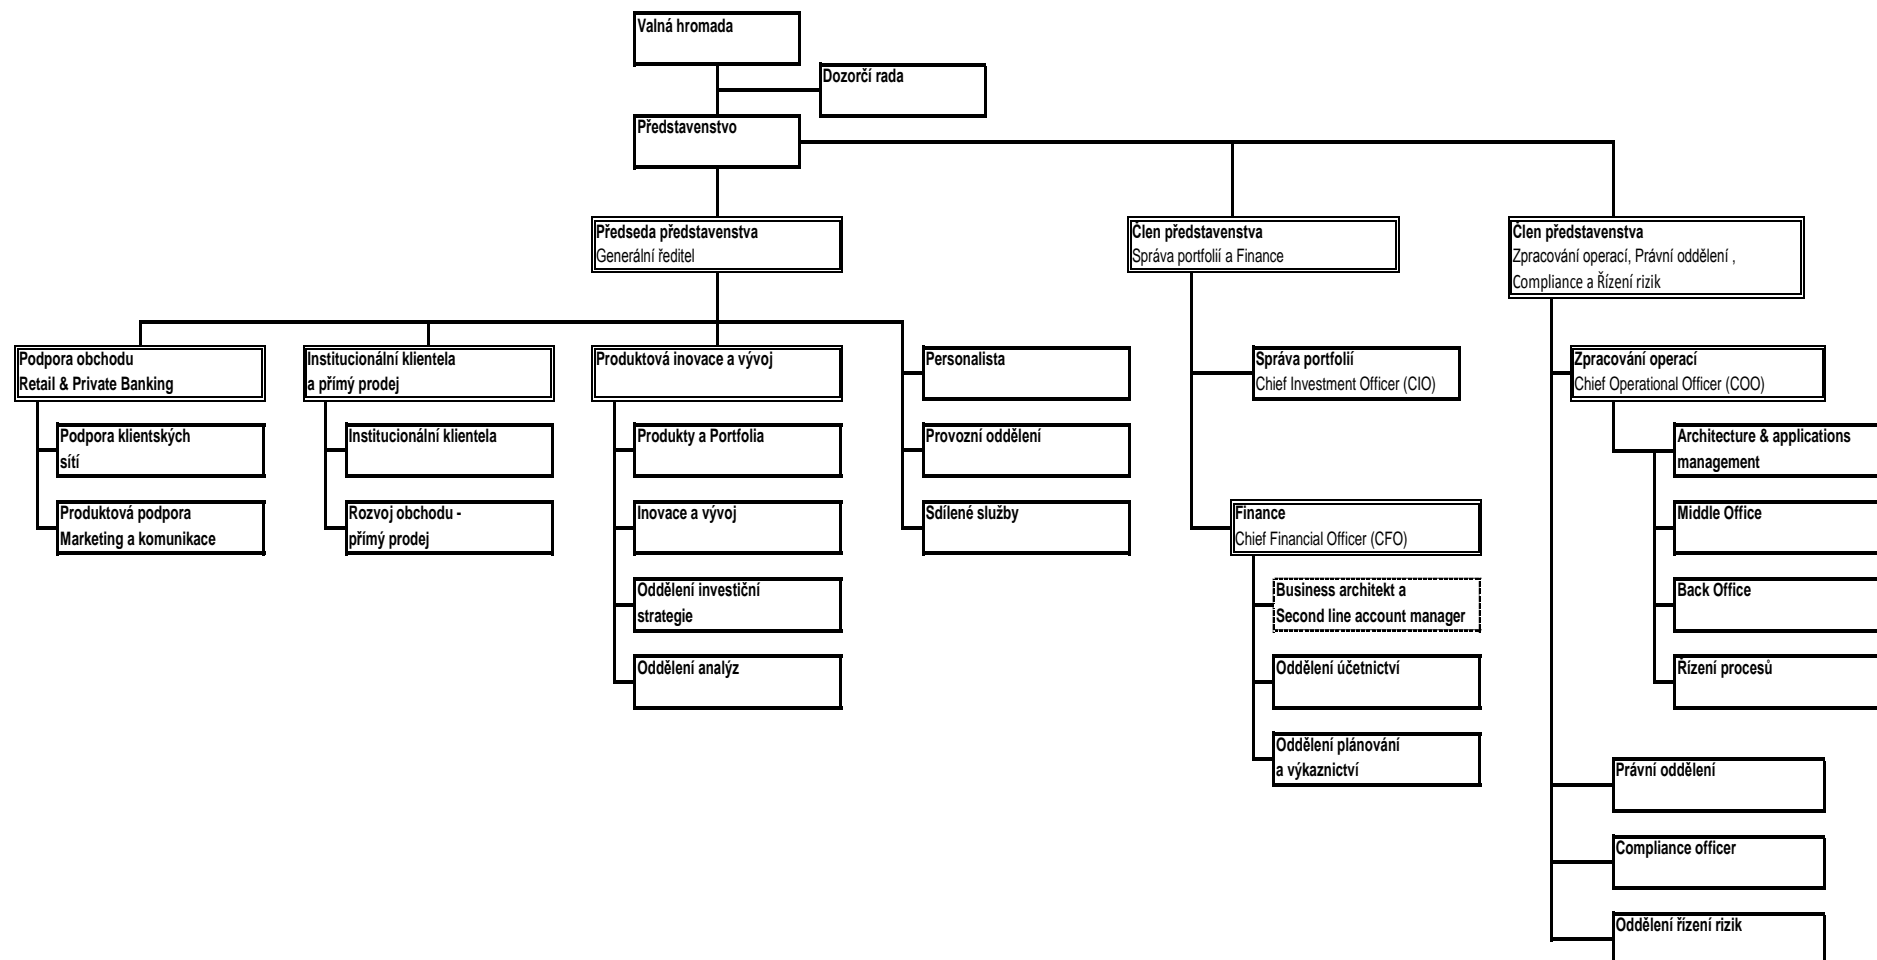 Valná hromada
Dozorčí rada
Představenstvo
Předseda představenstva
Generální ředitel
Člen představenstva
Správa portfolií a Finance
Člen představenstva
Zpracování operací, Právní oddělení ,
Compliance a Řízení rizik
Podpora obchodu
Retail & Private Banking
Institucionální klientela
a přímý prodej
Produktová inovace a vývoj
Personalista
Správa portfolií
Chief Investment Officer (CIO)
Zpracování operací
Chief Operational Officer (COO)
Podpora klientských
sítí
Institucionální klientela
Produkty a Portfolia
Provozní oddělení
Architecture & applications
management
Produktová podpora
Marketing a komunikace
Rozvoj obchodu -
přímý prodej
Inovace a vývoj
Sdílené služby
Finance
Chief Financial Officer (CFO)
Middle Office
Oddělení investiční
strategie
Business architekt a
Second line account manager
Back Office
Oddělení analýz
Oddělení účetnictví
Řízení procesů
Oddělení plánování
a výkaznictví
Právní oddělení
Compliance officer
Oddělení řízení rizik